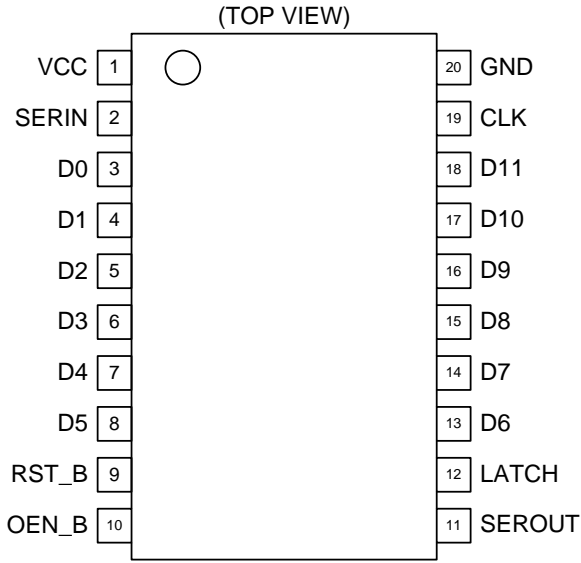 (TOP VIEW)
VCC 1 20 GND
SERIN 2 19 CLK
D0 3 18 D11
D1 4 17 D10
D2 5 16 D9
D3 6 15 D8
D4 7 14 D7
D5 8 13 D6
RST_B 9 12 LATCH
OEN_B 10 11 SEROUT